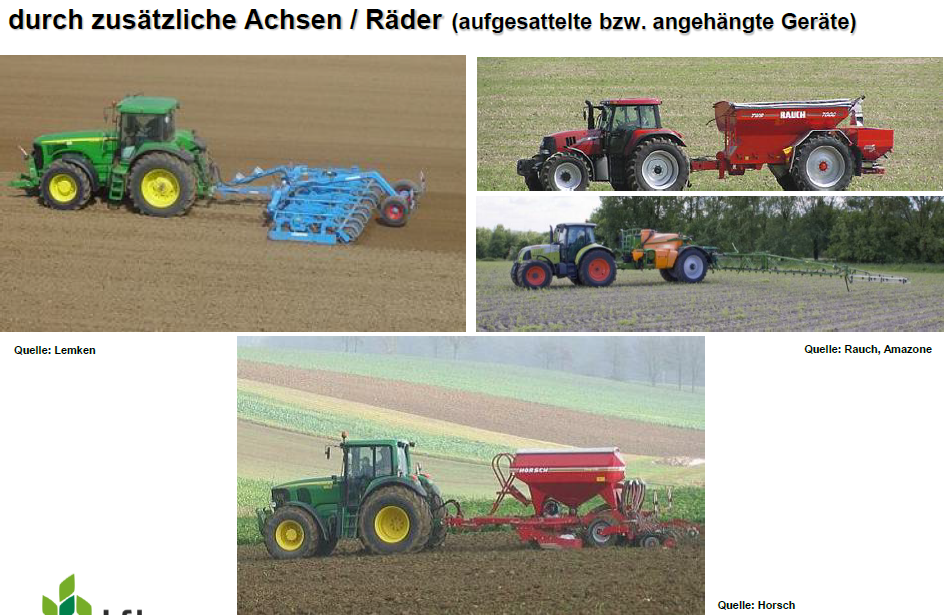 durch zusätzliche Achsen / Räder (aufgesattelte bzw. angehängte Geräte)
RAUCH
Quelle: Lemken
Quelle: Rauch, Amazone
HORSCH
Quelle: Horsch